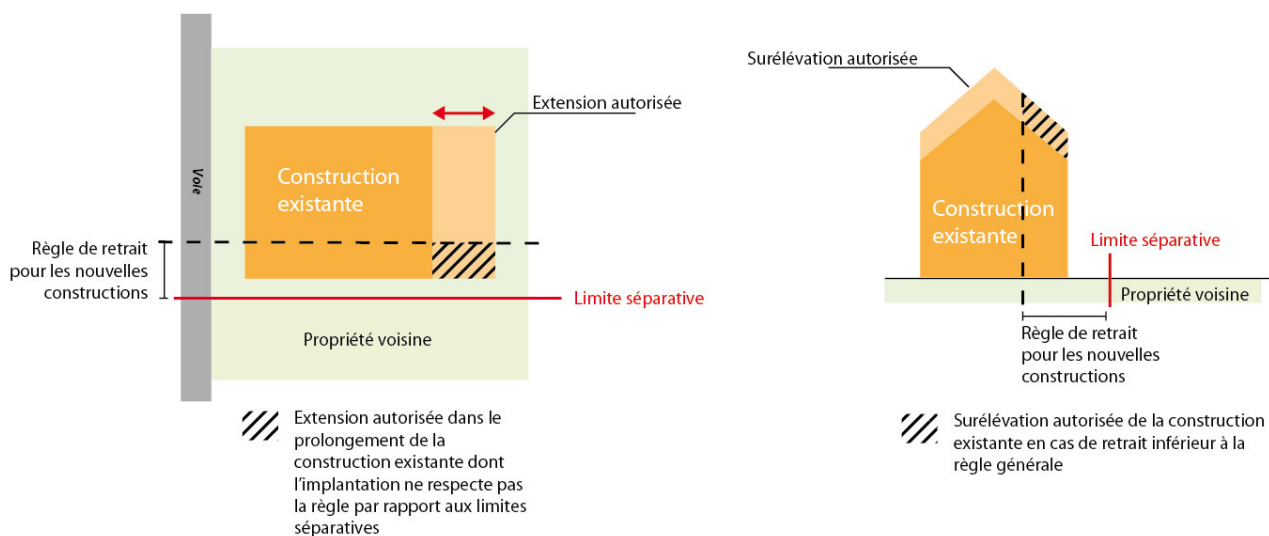 Voie
Extension autorisée
Construction
existante
Règle de retrait
pour les nouvelles
constructions
Limite séparative
Propriété voisine
Extension autorisée dans le
prolongement de la
construction existante dont
l'implantation ne respecte pas
la règle par rapport aux limites
séparatives
Surélévation autorisée
Construction
existante
Limite séparative
Propriété voisine
Règle de retrait
pour les nouvelles
constructions
Surélévation autorisée de la construction
existante en cas de retrait inférieur à la
règle générale